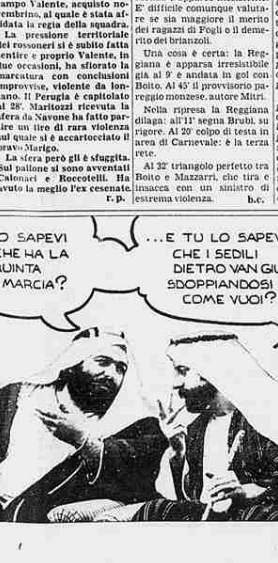 ampo Valente, acquisto no-
vembrino, al quale è stata af-
idata la regia della squadra.
La pressione territoriale
dei rossoneri si è subito fatta
sentire e proprio Valente, in
due occasioni, ha sfiorato la
marcatura con conclusioni
improvvise, violente da lon-
tano. Il Perugia è capitolato
al 28'. Maritozzi ricevuta la
sfera da Navone ha fatto par-
tire un tiro di rara violenza
sul quale si è accartocciato il
bravo Marigo.
La sfera però gli è sfuggita.
Sul pallone si sono avventati
Calonari e Roccotelli. Ha
avuto la meglio l'ex cesenate.
r. p.
E' difficile comunque valuta-
re se sia maggiore il merito
dei ragazzi di Fogli o il deme-
rito dei brianzoli.
Una cosa è certa: la Reg-
giana è apparsa irresistibile
già al 9' è andata in gol con
Boito. Al 45' il provvisorio pa-
reggio monzese, autore Mitri.
Nella ripresa la Reggiana
dilaga: all'11' segna Brubi, su
rigore. Al 20' colpo di testa in
area di Carnevale: è la terza
rete.
Al 32' triangolo perfetto tra
Boito e Mazzarri, che tira e
insacca con un sinistro di
estrema violenza.
b.c.
O SAPEVI
CHE HA LA
QUINTA
MARCIA?
...E TU LO SAPEV
CHE I SEDILI
DIETRO VAN GIU
SDOPPIANDOSI
COME VUOI?